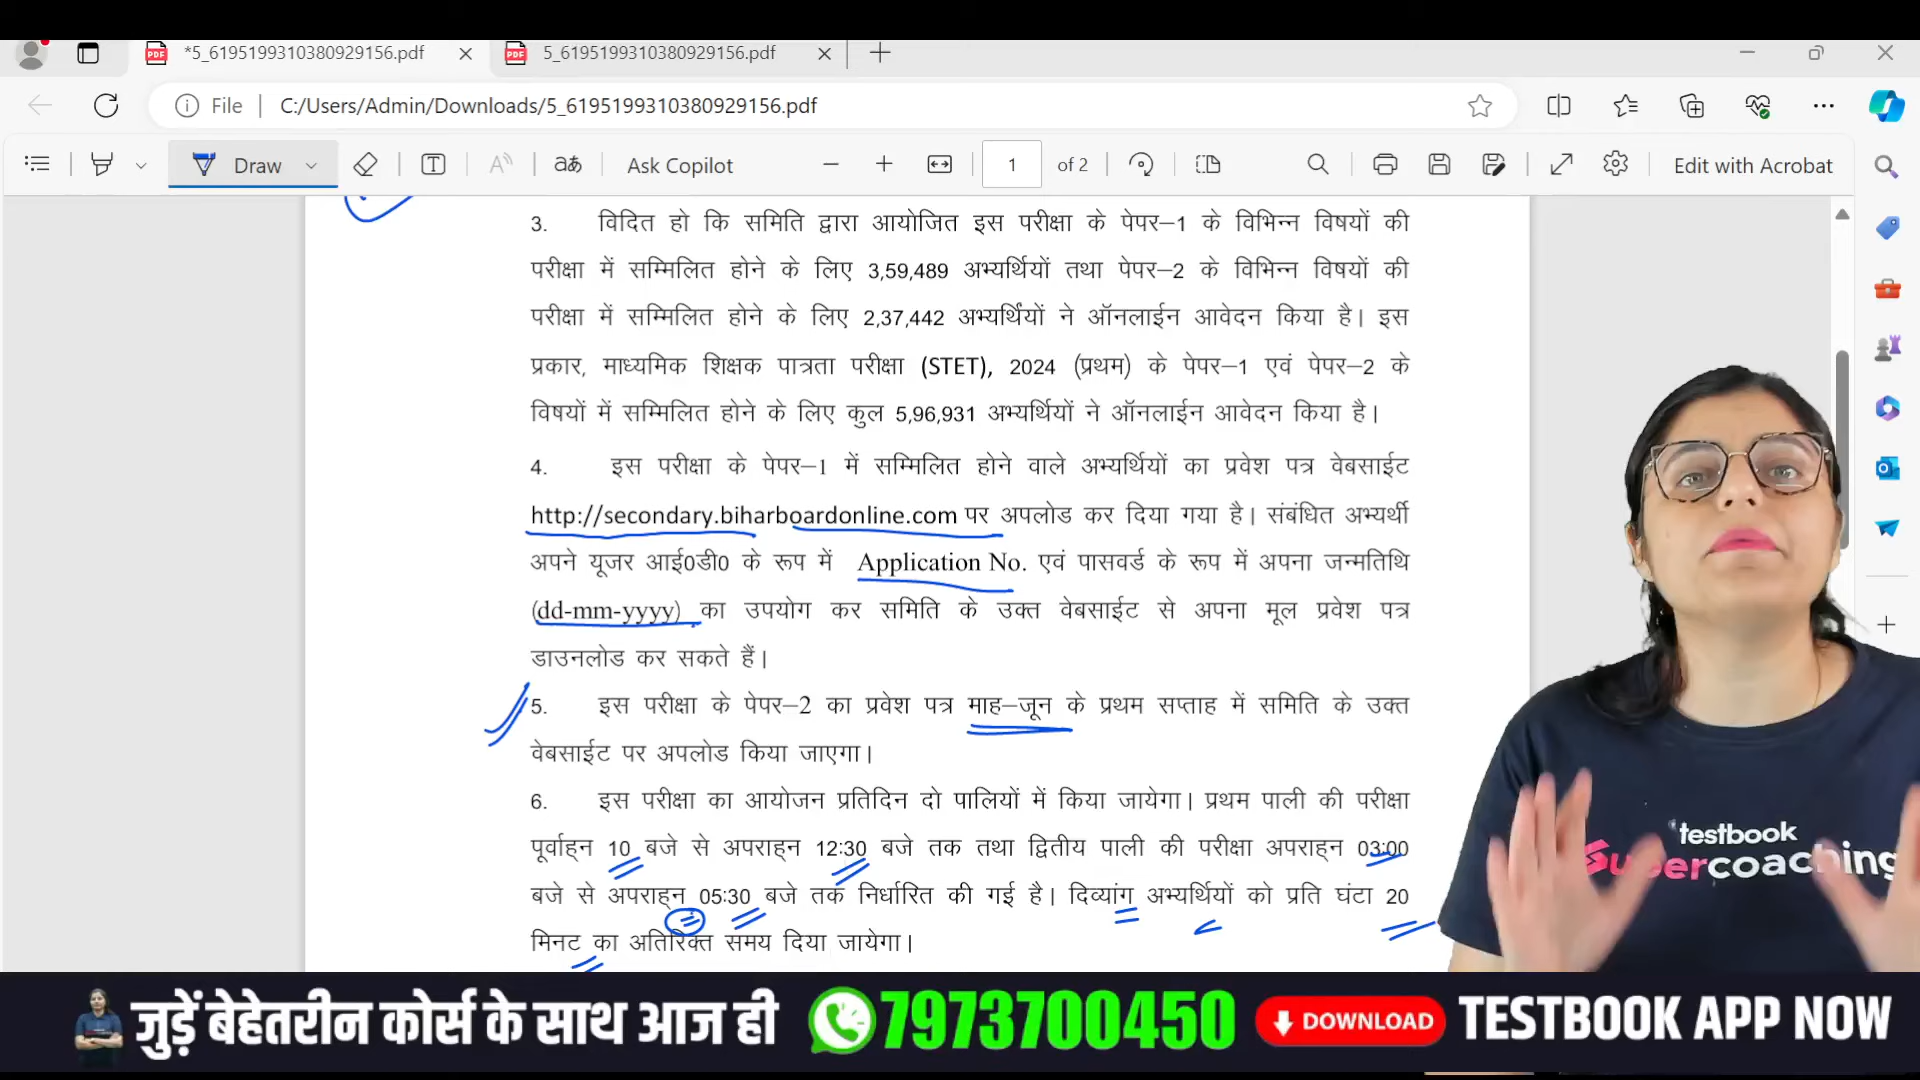 *5_6195199310380929156.pdf
5_6195199310380929156.pdf
File
C:/Users/Admin/Downloads/5_6195199310380929156.pdf
Draw
Ask Copilot
1 of 2
Edit with Acrobat
3. विदित हो कि समिति द्वारा आयोजित इस परीक्षा के पेपर–1 के विभिन्न विषयों की
परीक्षा में सम्मिलित होने के लिए 3,59,489 अभ्यर्थियों तथा पेपर–2 के विभिन्न विषयों की
परीक्षा में सम्मिलित होने के लिए 2,37,442 अभ्यर्थियों ने ऑनलाईन आवेदन किया है। इस
प्रकार, माध्यमिक शिक्षक पात्रता परीक्षा (STET), 2024 (प्रथम) के पेपर–1 एवं पेपर–2 के
विषयों में सम्मिलित होने के लिए कुल 5,96,931 अभ्यर्थियों ने ऑनलाईन आवेदन किया है।
4. इस परीक्षा के पेपर–1 में सम्मिलित होने वाले अभ्यर्थियों का प्रवेश पत्र वेबसाईट
http://secondary.biharboardonline.com पर अपलोड कर दिया गया है। संबंधित अभ्यर्थी
अपने यूजर आई0डी0 के रूप में Application No. एवं पासवर्ड के रूप में अपना जन्मतिथि
(dd-mm-yyyy) का उपयोग कर समिति के उक्त वेबसाईट से अपना मूल प्रवेश पत्र
डाउनलोड कर सकते हैं।
5. इस परीक्षा के पेपर–2 का प्रवेश पत्र माह–जून के प्रथम सप्ताह में समिति के उक्त
वेबसाईट पर अपलोड किया जाएगा।
6. इस परीक्षा का आयोजन प्रतिदिन दो पालियों में किया जायेगा। प्रथम पाली की परीक्षा
पूर्वाह्न 10 बजे से अपराह्न 12:30 बजे तक तथा द्वितीय पाली की परीक्षा अपराह्न 03:00
बजे से अपराह्न 05:30 बजे तक निर्धारित की गई है। दिव्यांग अभ्यर्थियों को प्रति घंटा 20
मिनट का अतिरिक्त समय दिया जायेगा।
testbook
Supercoaching
जुड़ें बेहेतरीन कोर्स के साथ आज ही 7973700450 DOWNLOAD TESTBOOK APP NOW